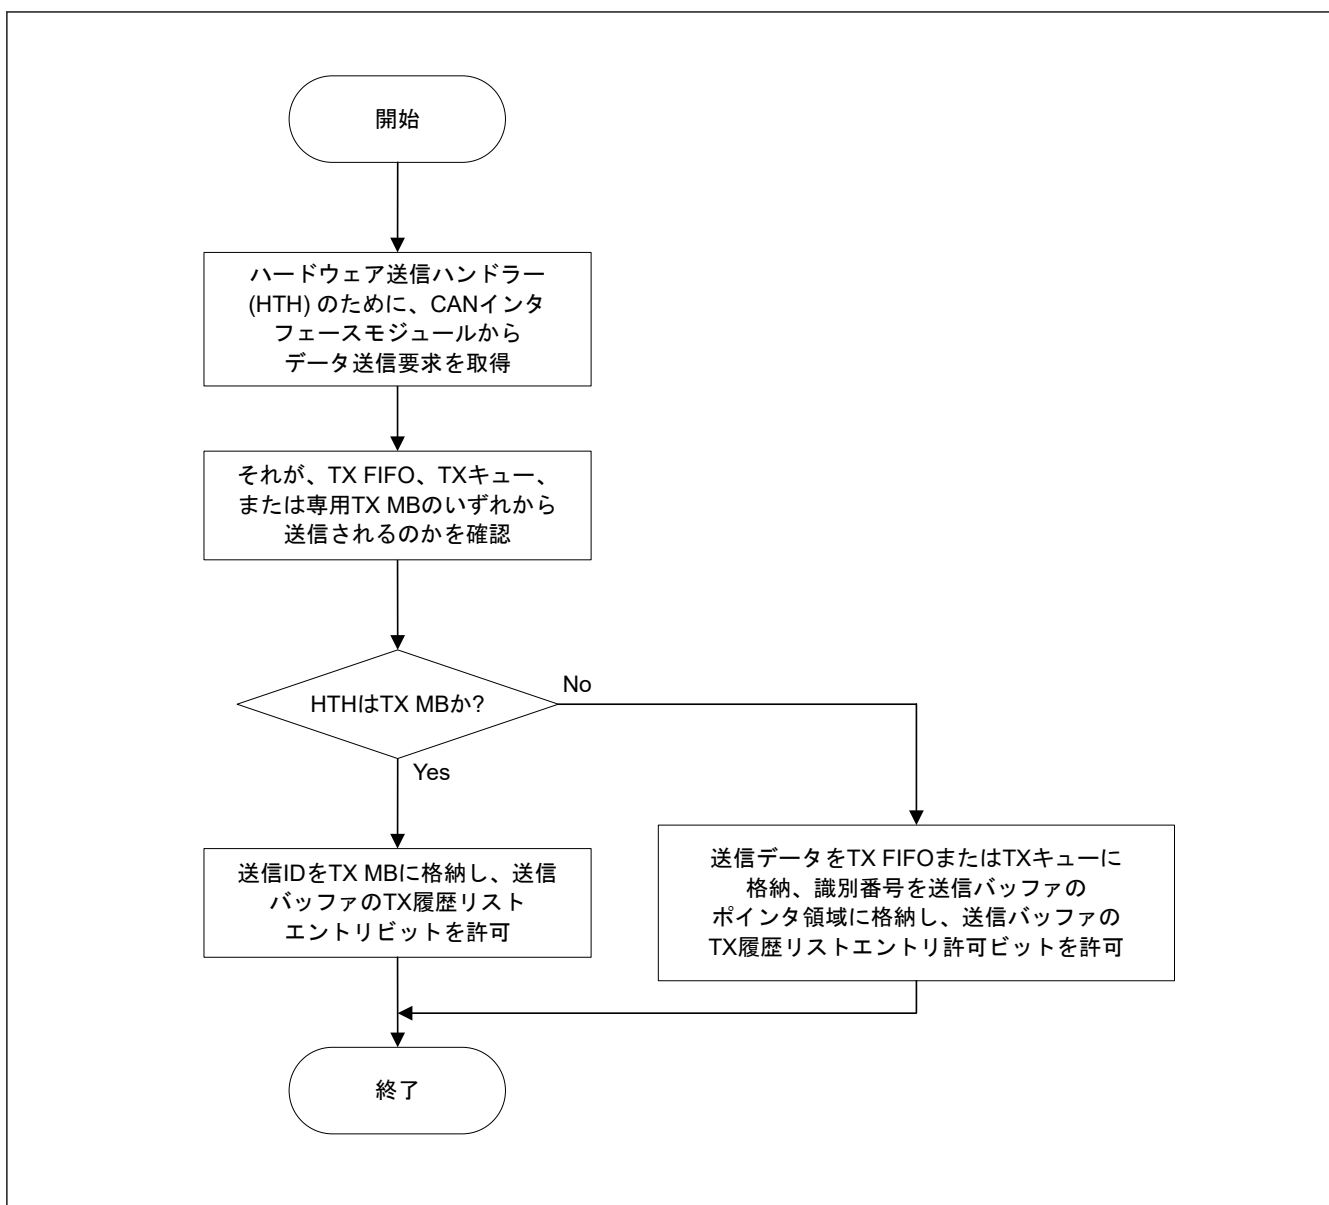 開始
ハードウェア送信ハンドラー
(HTH) のために、CANインタ
フェースモジュールから
データ送信要求を取得
それが、TX FIFO、TXキュー、
または専用TX MBのいずれから
送信されるのかを確認
HTHはTX MBか?
No
Yes
送信IDをTX MBに格納し、送信
バッファのTX履歴リスト
エントリビットを許可
送信データをTX FIFOまたはTXキューに
格納、識別番号を送信バッファの
ポインタ領域に格納し、送信バッファの
TX履歴リストエントリ許可ビットを許可
終了